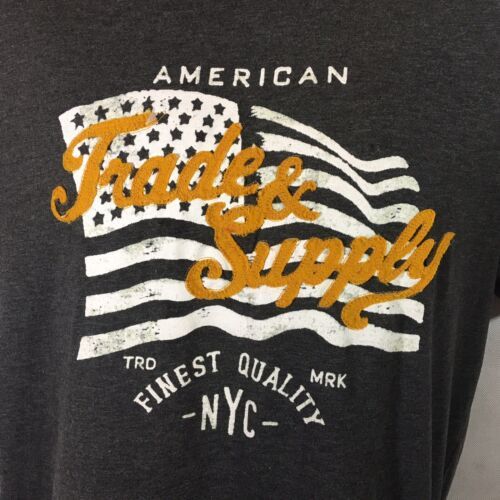 AMERICAN
Trade &
Supply
TRD MRK
FINEST QUALITY
-NYC-